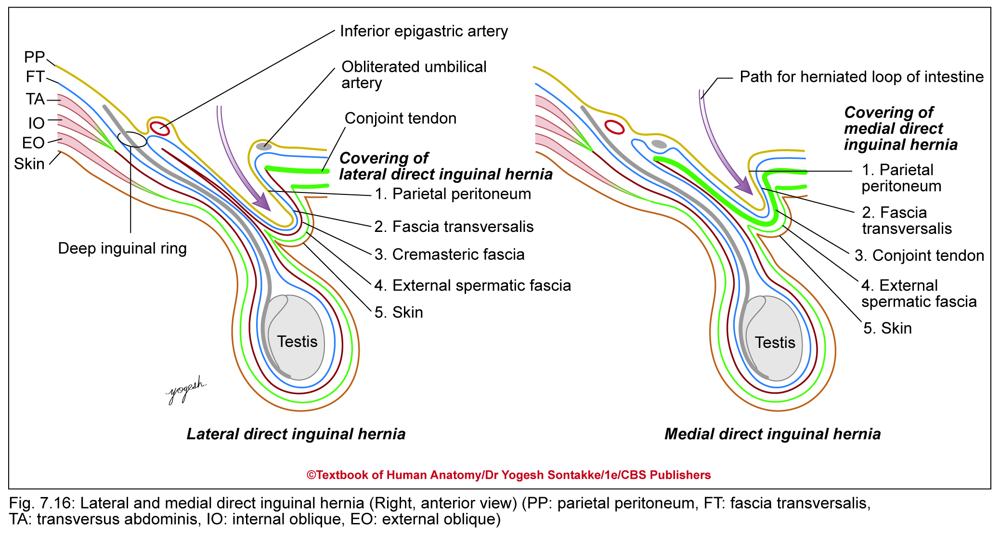 Inferior epigastric artery
Obliterated umbilical
artery
Conjoint tendon
PP
FT
TA
IO
EO
Skin
Deep inguinal ring
Covering of
lateral direct inguinal hernia
1. Parietal peritoneum
2. Fascia transversalis
3. Cremasteric fascia
4. External spermatic fascia
5. Skin
Testis
yogesh
Lateral direct inguinal hernia
Path for herniated loop of intestine
Covering of
medial direct
inguinal hernia
1. Parietal
peritoneum
2. Fascia
transversalis
3. Conjoint tendon
4. External
spermatic fascia
5. Skin
Testis
Medial direct inguinal hernia
©Textbook of Human Anatomy/Dr Yogesh Sontakke/1e/CBS Publishers
Fig. 7.16: Lateral and medial direct inguinal hernia (Right, anterior view) (PP: parietal peritoneum, FT: fascia transversalis,
TA: transversus abdominis, IO: internal oblique, EO: external oblique)